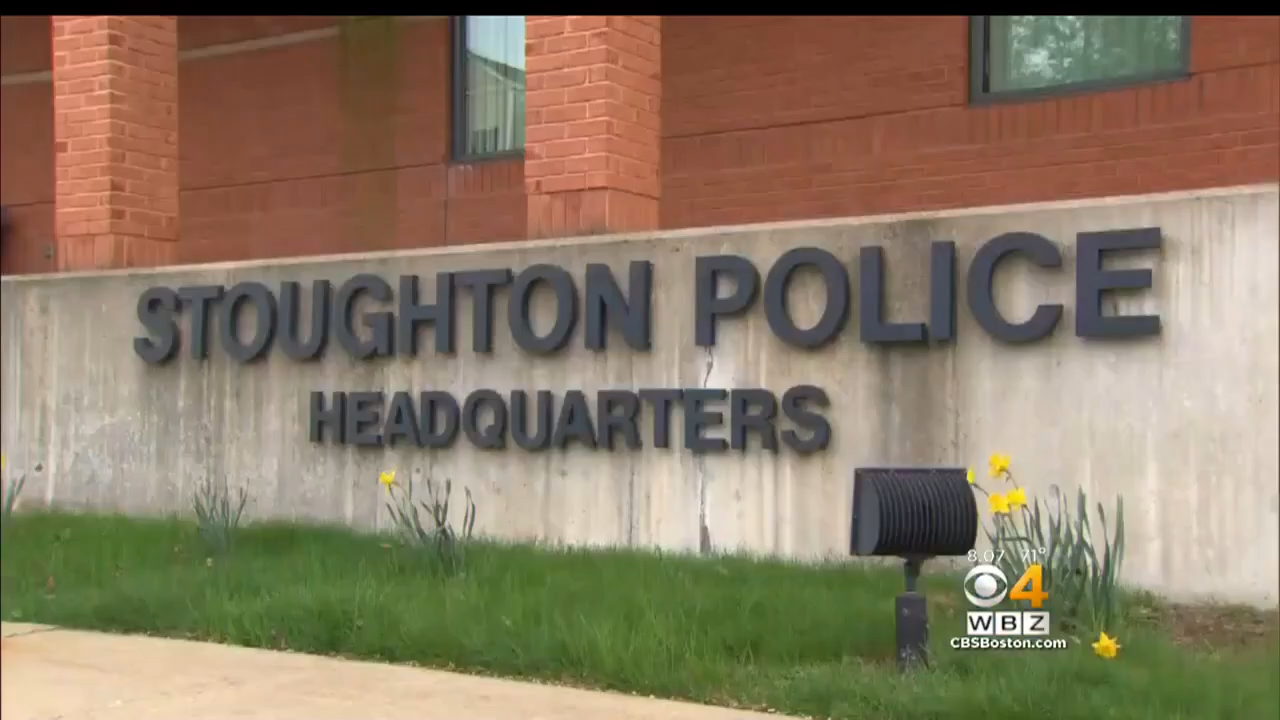 STOUGHTON POLICE
HEADQUARTERS
8:07 71°
4
WBZ
CBSBoston.com